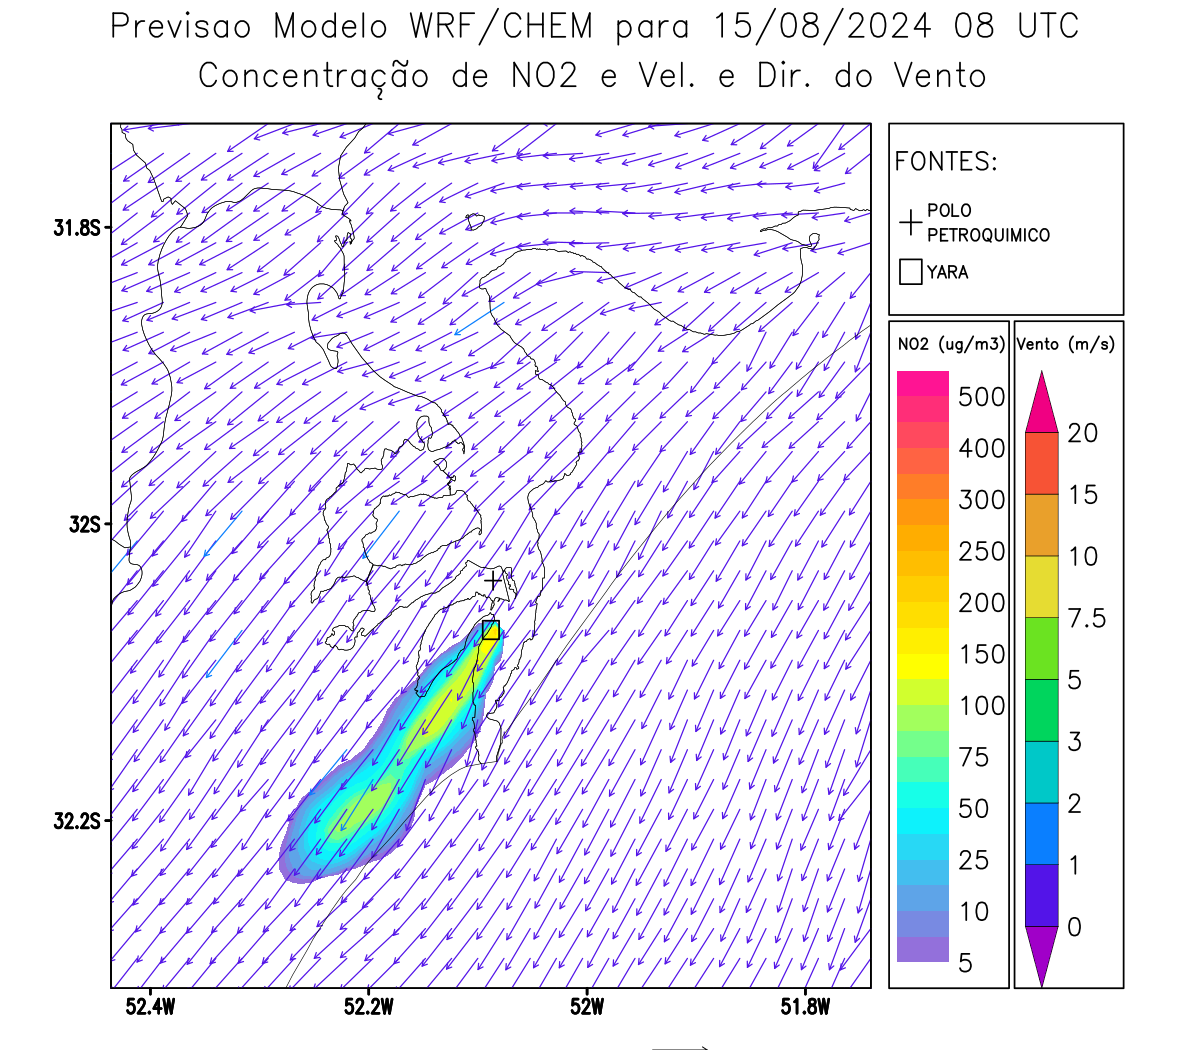 Previsao Modelo WRF/CHEM para 15/08/2024 08 UTC
Concentração de NO2 e Vel. e Dir. do Vento
FONTES:
POLO
PETROQUIMICO
YARA
NO2 (ug/m3)
500
400
300
250
200
150
100
75
50
25
10
5
Vento (m/s)
20
15
10
7.5
5
3
2
1
0
31.8S
32S
32.2S
52.4W
52.2W
52W
51.8W